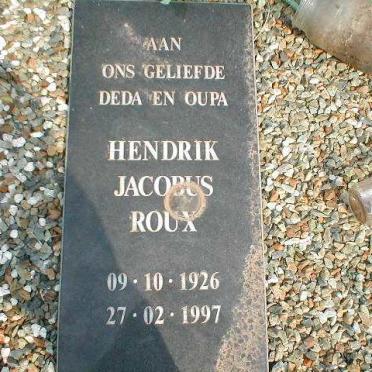 AAN
ONS GELIEFDE
DEDA EN OUPA
HENDRIK
JACOBUS
ROUX
09 · 10 · 1926
27 · 02 · 1997